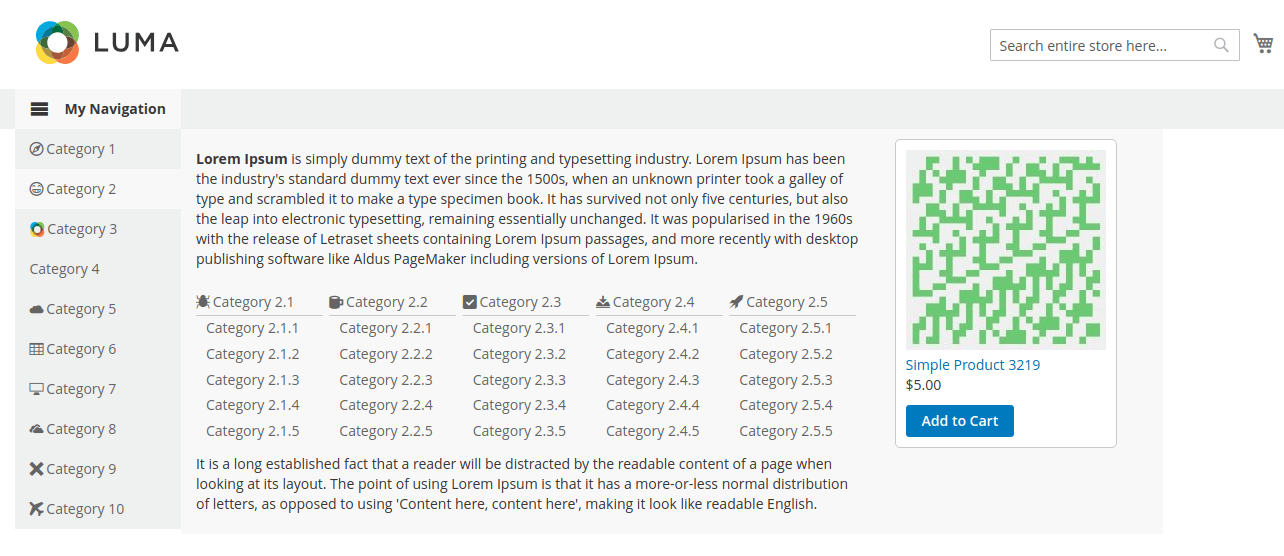 LUMA
Search entire store here...
My Navigation
Category 1
Category 2
Category 3
Category 4
Category 5
Category 6
Category 7
Category 8
Category 9
Category 10
Lorem Ipsum is simply dummy text of the printing and typesetting industry. Lorem Ipsum has been
the industry's standard dummy text ever since the 1500s, when an unknown printer took a galley of
type and scrambled it to make a type specimen book. It has survived not only five centuries, but also
the leap into electronic typesetting, remaining essentially unchanged. It was popularised in the 1960s
with the release of Letraset sheets containing Lorem Ipsum passages, and more recently with desktop
publishing software like Aldus PageMaker including versions of Lorem Ipsum.
Category 2.1
Category 2.1.1
Category 2.1.2
Category 2.1.3
Category 2.1.4
Category 2.1.5
Category 2.2
Category 2.2.1
Category 2.2.2
Category 2.2.3
Category 2.2.4
Category 2.2.5
Category 2.3
Category 2.3.1
Category 2.3.2
Category 2.3.3
Category 2.3.4
Category 2.3.5
Category 2.4
Category 2.4.1
Category 2.4.2
Category 2.4.3
Category 2.4.4
Category 2.4.5
Category 2.5
Category 2.5.1
Category 2.5.2
Category 2.5.3
Category 2.5.4
Category 2.5.5
It is a long established fact that a reader will be distracted by the readable content of a page when
looking at its layout. The point of using Lorem Ipsum is that it has a more-or-less normal distribution
of letters, as opposed to using 'Content here, content here', making it look like readable English.
Simple Product 3219
$5.00
Add to Cart